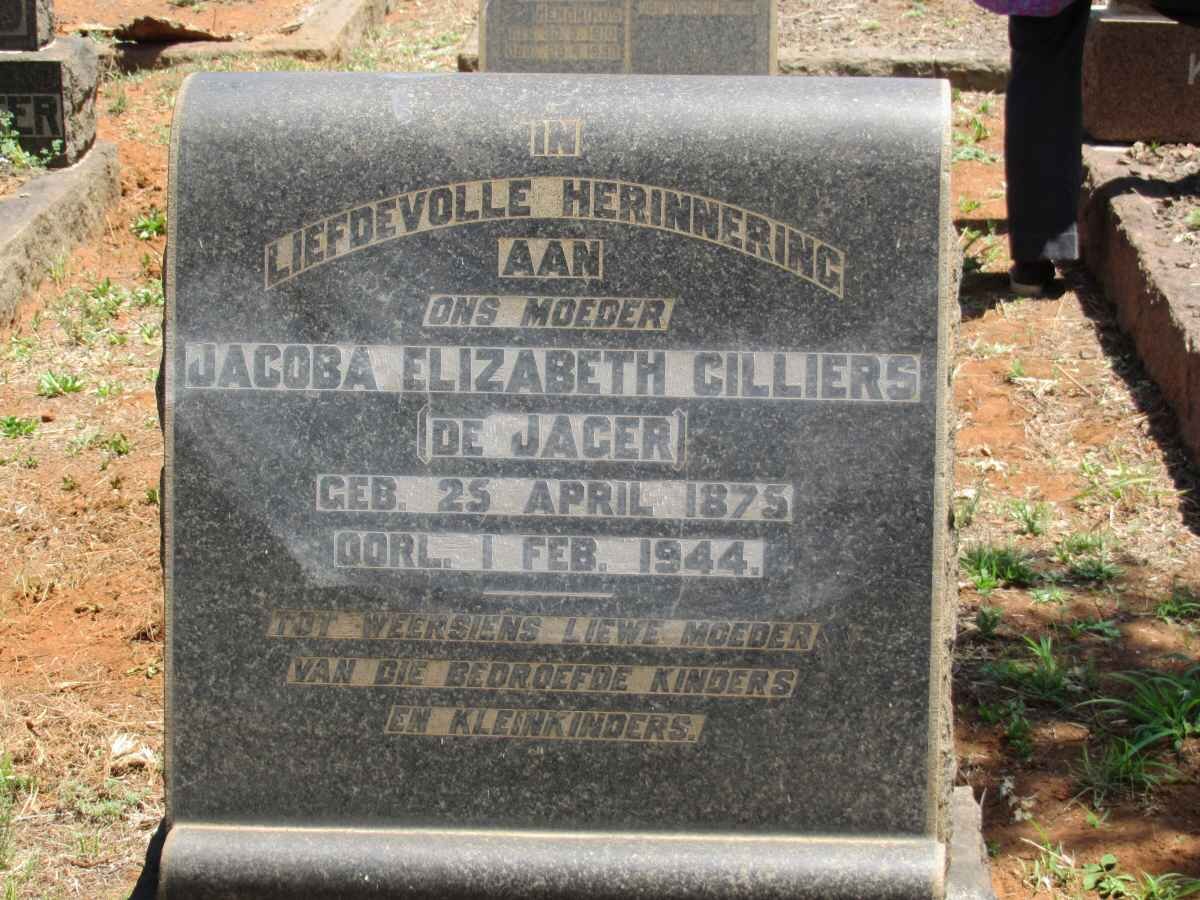 IN
LIEFDEVOLLE HERINNERING
AAN
ONS MOEDER
JACOBA ELIZABETH CILLIERS
(DE JAGER)
GEB. 25 APRIL 1875
OORL. 1 FEB. 1944.
TOT WEERSIENS LIEWE MOEDER
VAN DIE BEDROEFDE KINDERS
EN KLEINKINDERS.